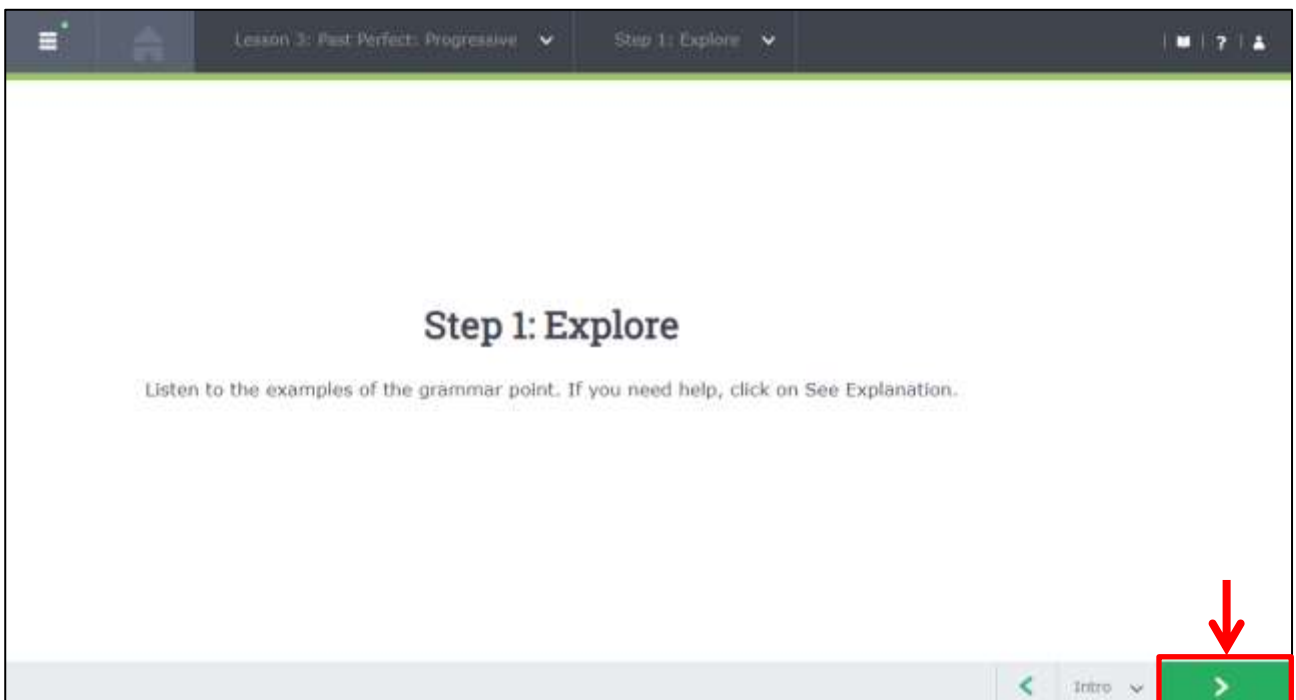 Lesson 3: Past Perfect: Progressive
Step 1: Explore
?
Step 1: Explore
Listen to the examples of the grammar point. If you need help, click on See Explanation.
Intro